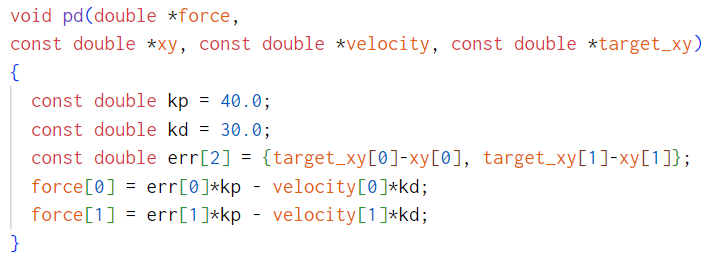 void pd(double *force,
const double *xy, const double *velocity, const double *target_xy)
{
  const double kp = 40.0;
  const double kd = 30.0;
  const double err[2] = {target_xy[0]-xy[0], target_xy[1]-xy[1]};
  force[0] = err[0]*kp - velocity[0]*kd;
  force[1] = err[1]*kp - velocity[1]*kd;
}